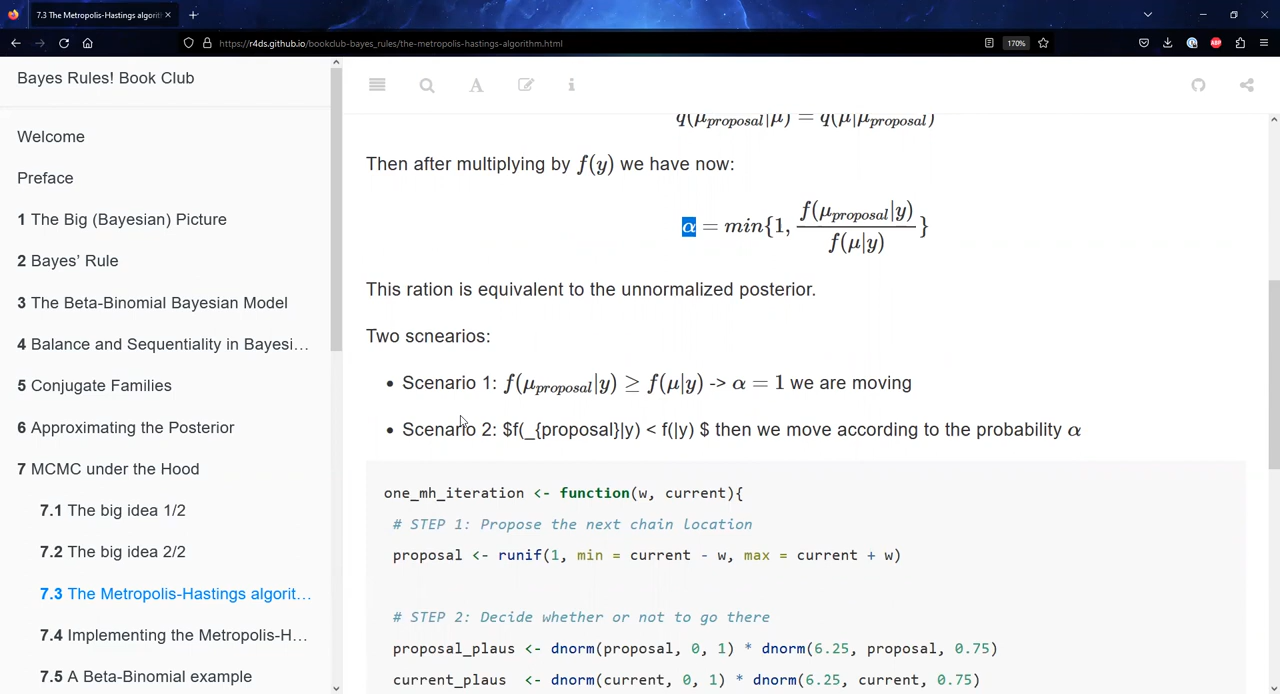 7.3 The Metropolis-Hastings algorit
https://r4ds.github.io/bookclub-bayes_rules/the-metropolis-hastings-algorithm.html
170%
ABP
Bayes Rules! Book Club
Welcome
Preface
1 The Big (Bayesian) Picture
2 Bayes’ Rule
3 The Beta-Binomial Bayesian Model
4 Balance and Sequentiality in Bayesi…
5 Conjugate Families
6 Approximating the Posterior
7 MCMC under the Hood
7.1 The big idea 1/2
7.2 The big idea 2/2
7.3 The Metropolis-Hastings algorit…
7.4 Implementing the Metropolis-H…
7.5 A Beta-Binomial example
A
i
q(μ_proposal|μ) = q(μ|μ_proposal)
Then after multiplying by f(y) we have now:
α = min{1, f(μ_proposal|y) / f(μ|y) }
This ration is equivalent to the unnormalized posterior.
Two scnearios:
• Scenario 1: f(μ_proposal|y) ≥ f(μ|y) -> α = 1 we are moving
• Scenario 2: $f(_{proposal}|y) < f(|y) $ then we move according to the probability α
one_mh_iteration <- function(w, current){
# STEP 1: Propose the next chain location
proposal <- runif(1, min = current - w, max = current + w)
# STEP 2: Decide whether or not to go there
proposal_plaus <- dnorm(proposal, 0, 1) * dnorm(6.25, proposal, 0.75)
current_plaus <- dnorm(current, 0, 1) * dnorm(6.25, current, 0.75)